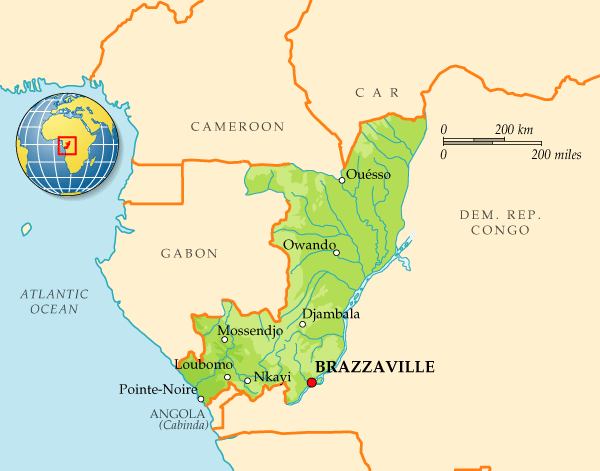 C A R
CAMEROON
0 200 km
0 200 miles
Ouésso
DEM. REP.
CONGO
Owando
GABON
ATLANTIC
OCEAN
Djambala
Mossendjo
Loubomo
BRAZZAVILLE
Nkayi
Pointe-Noire
ANGOLA
(Cabinda)